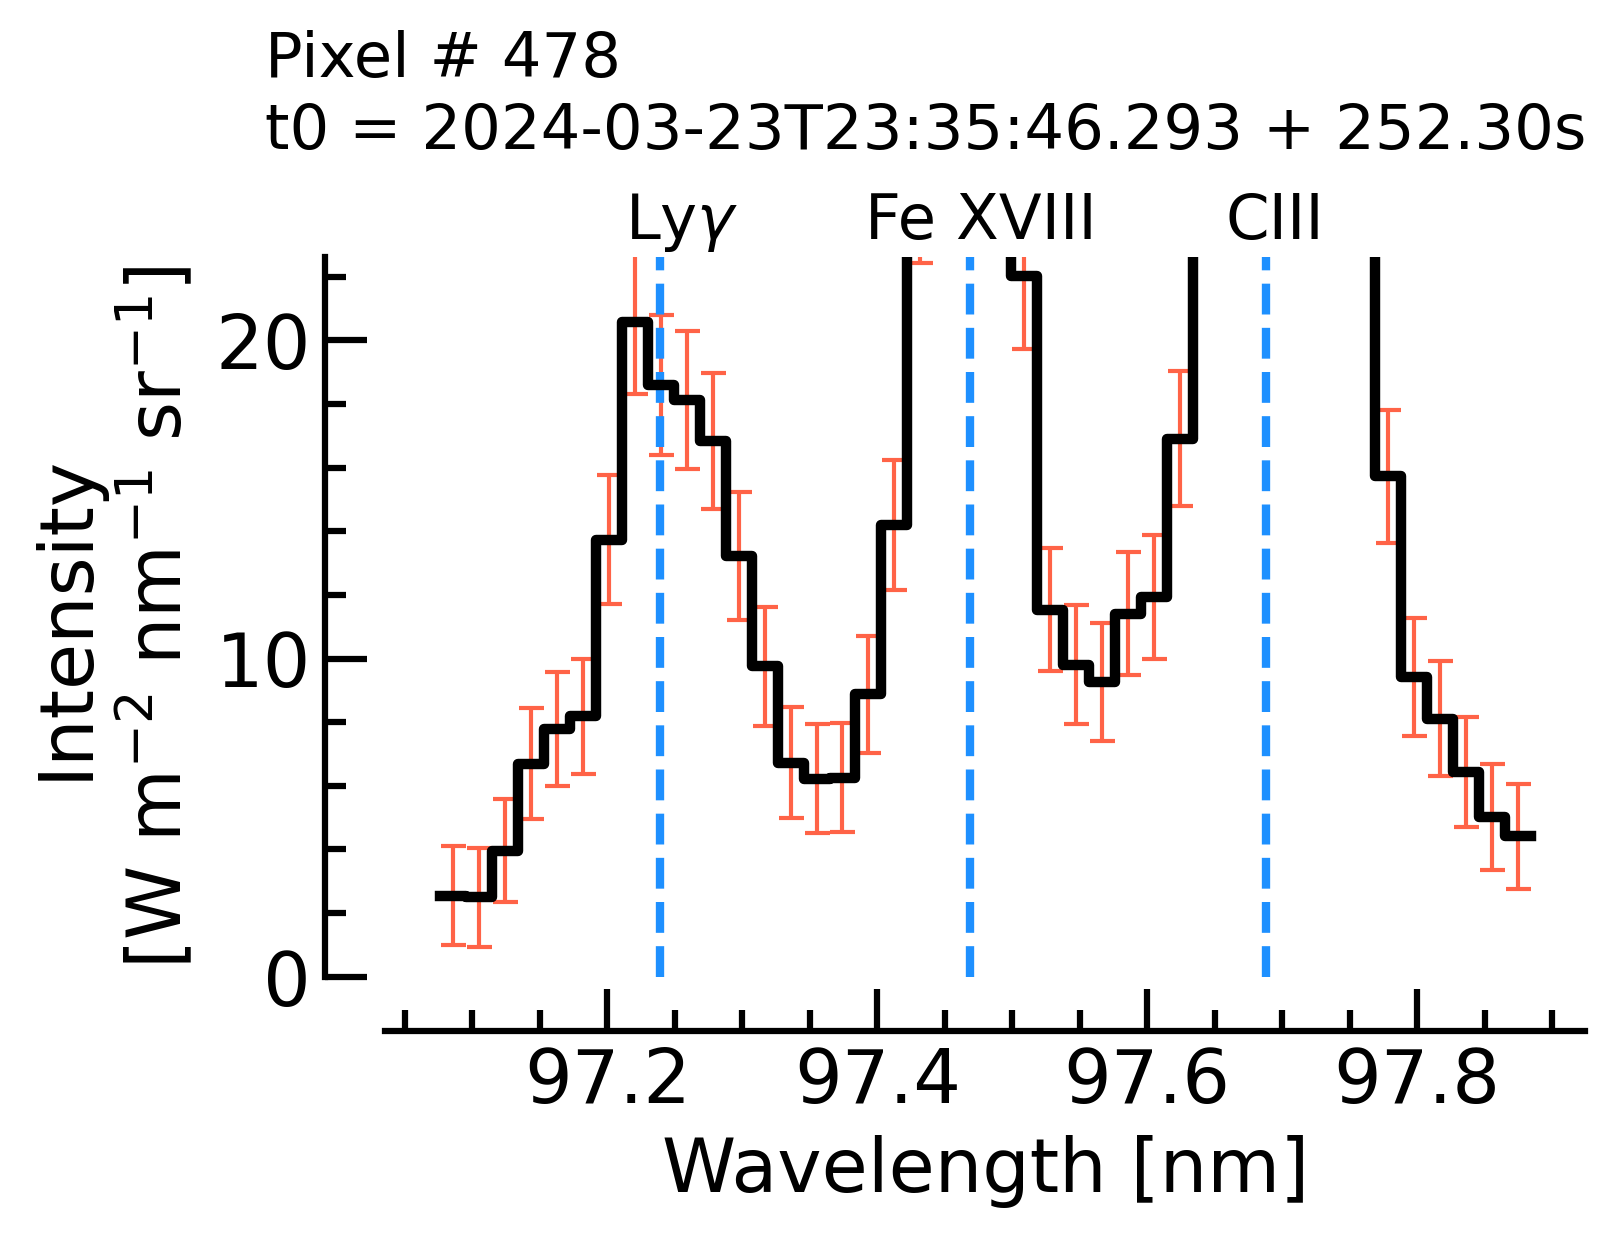 Pixel # 478
t0 = 2024-03-23T23:35:46.293 + 252.30s
Lyγ Fe XVIII CIII
Intensity
[W m⁻² nm⁻¹ sr⁻¹]
20
10
0
97.2 97.4 97.6 97.8
Wavelength [nm]